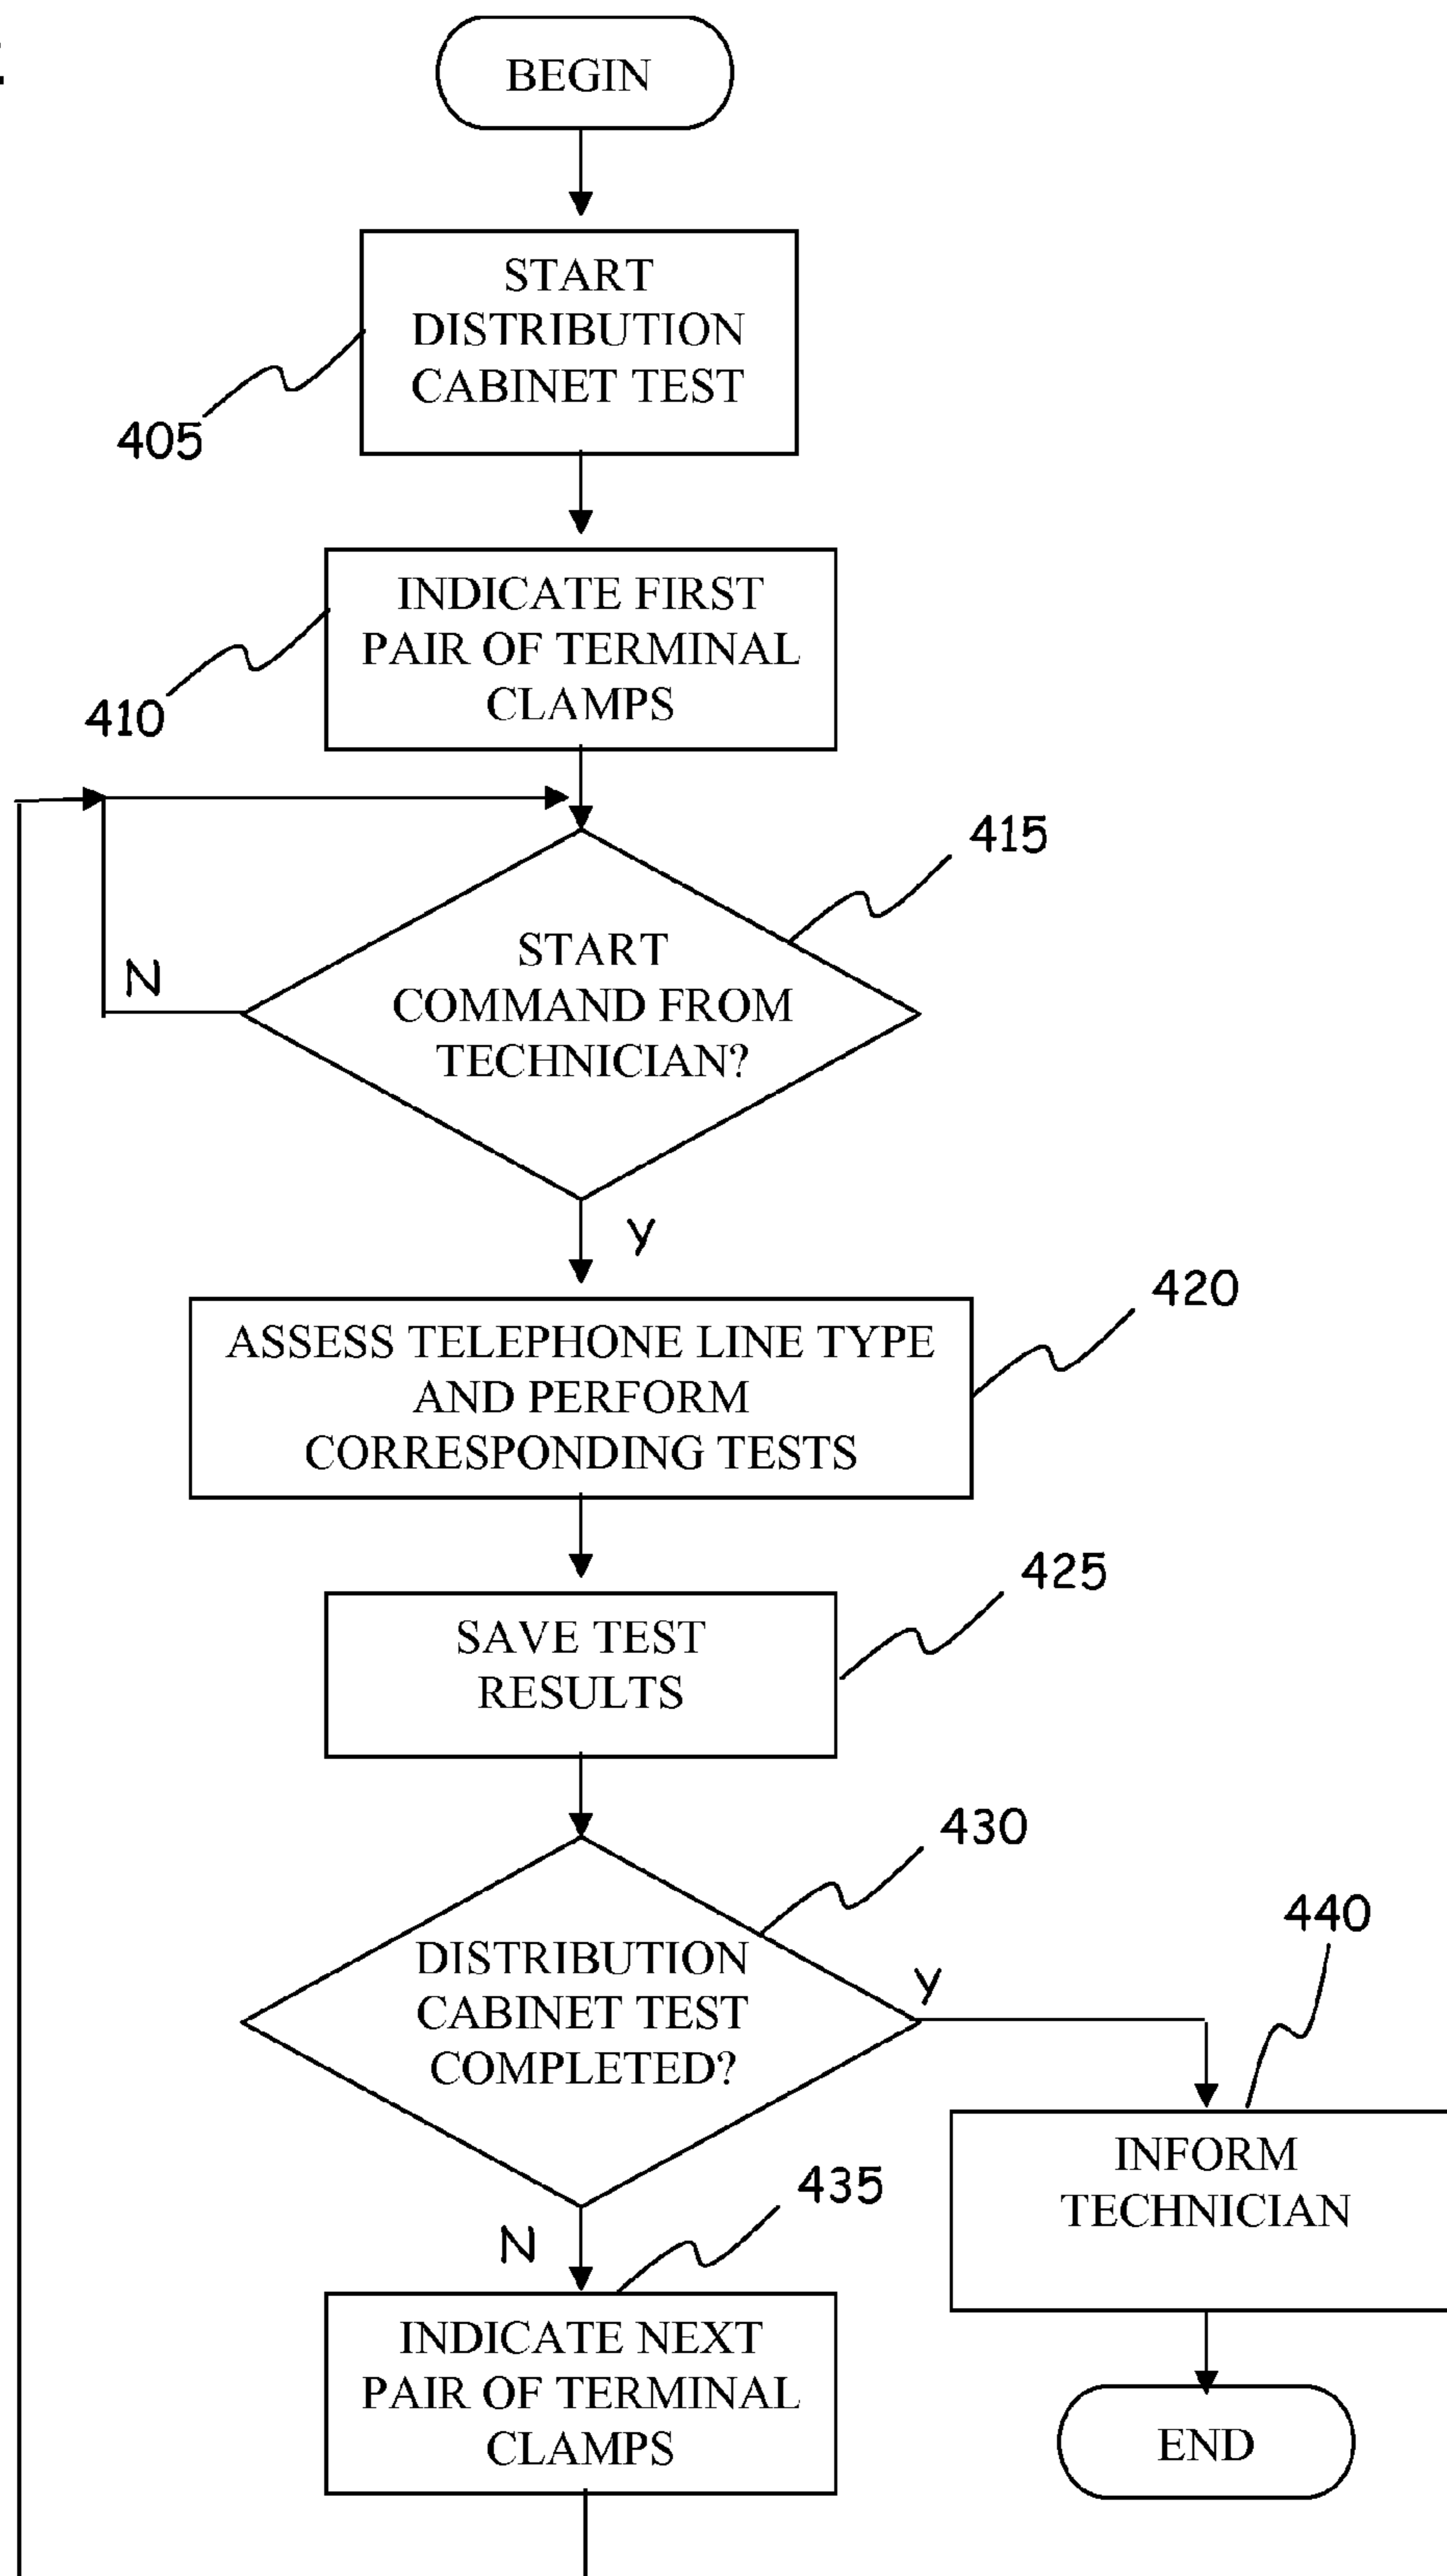 BEGIN
START
DISTRIBUTION
CABINET TEST
405
INDICATE FIRST
PAIR OF TERMINAL
CLAMPS
410
415
START
COMMAND FROM
TECHNICIAN?
N
Y
420
ASSESS TELEPHONE LINE TYPE
AND PERFORM
CORRESPONDING TESTS
425
SAVE TEST
RESULTS
430
DISTRIBUTION
CABINET TEST
COMPLETED?
Y
440
INFORM
TECHNICIAN
N
435
INDICATE NEXT
PAIR OF TERMINAL
CLAMPS
END